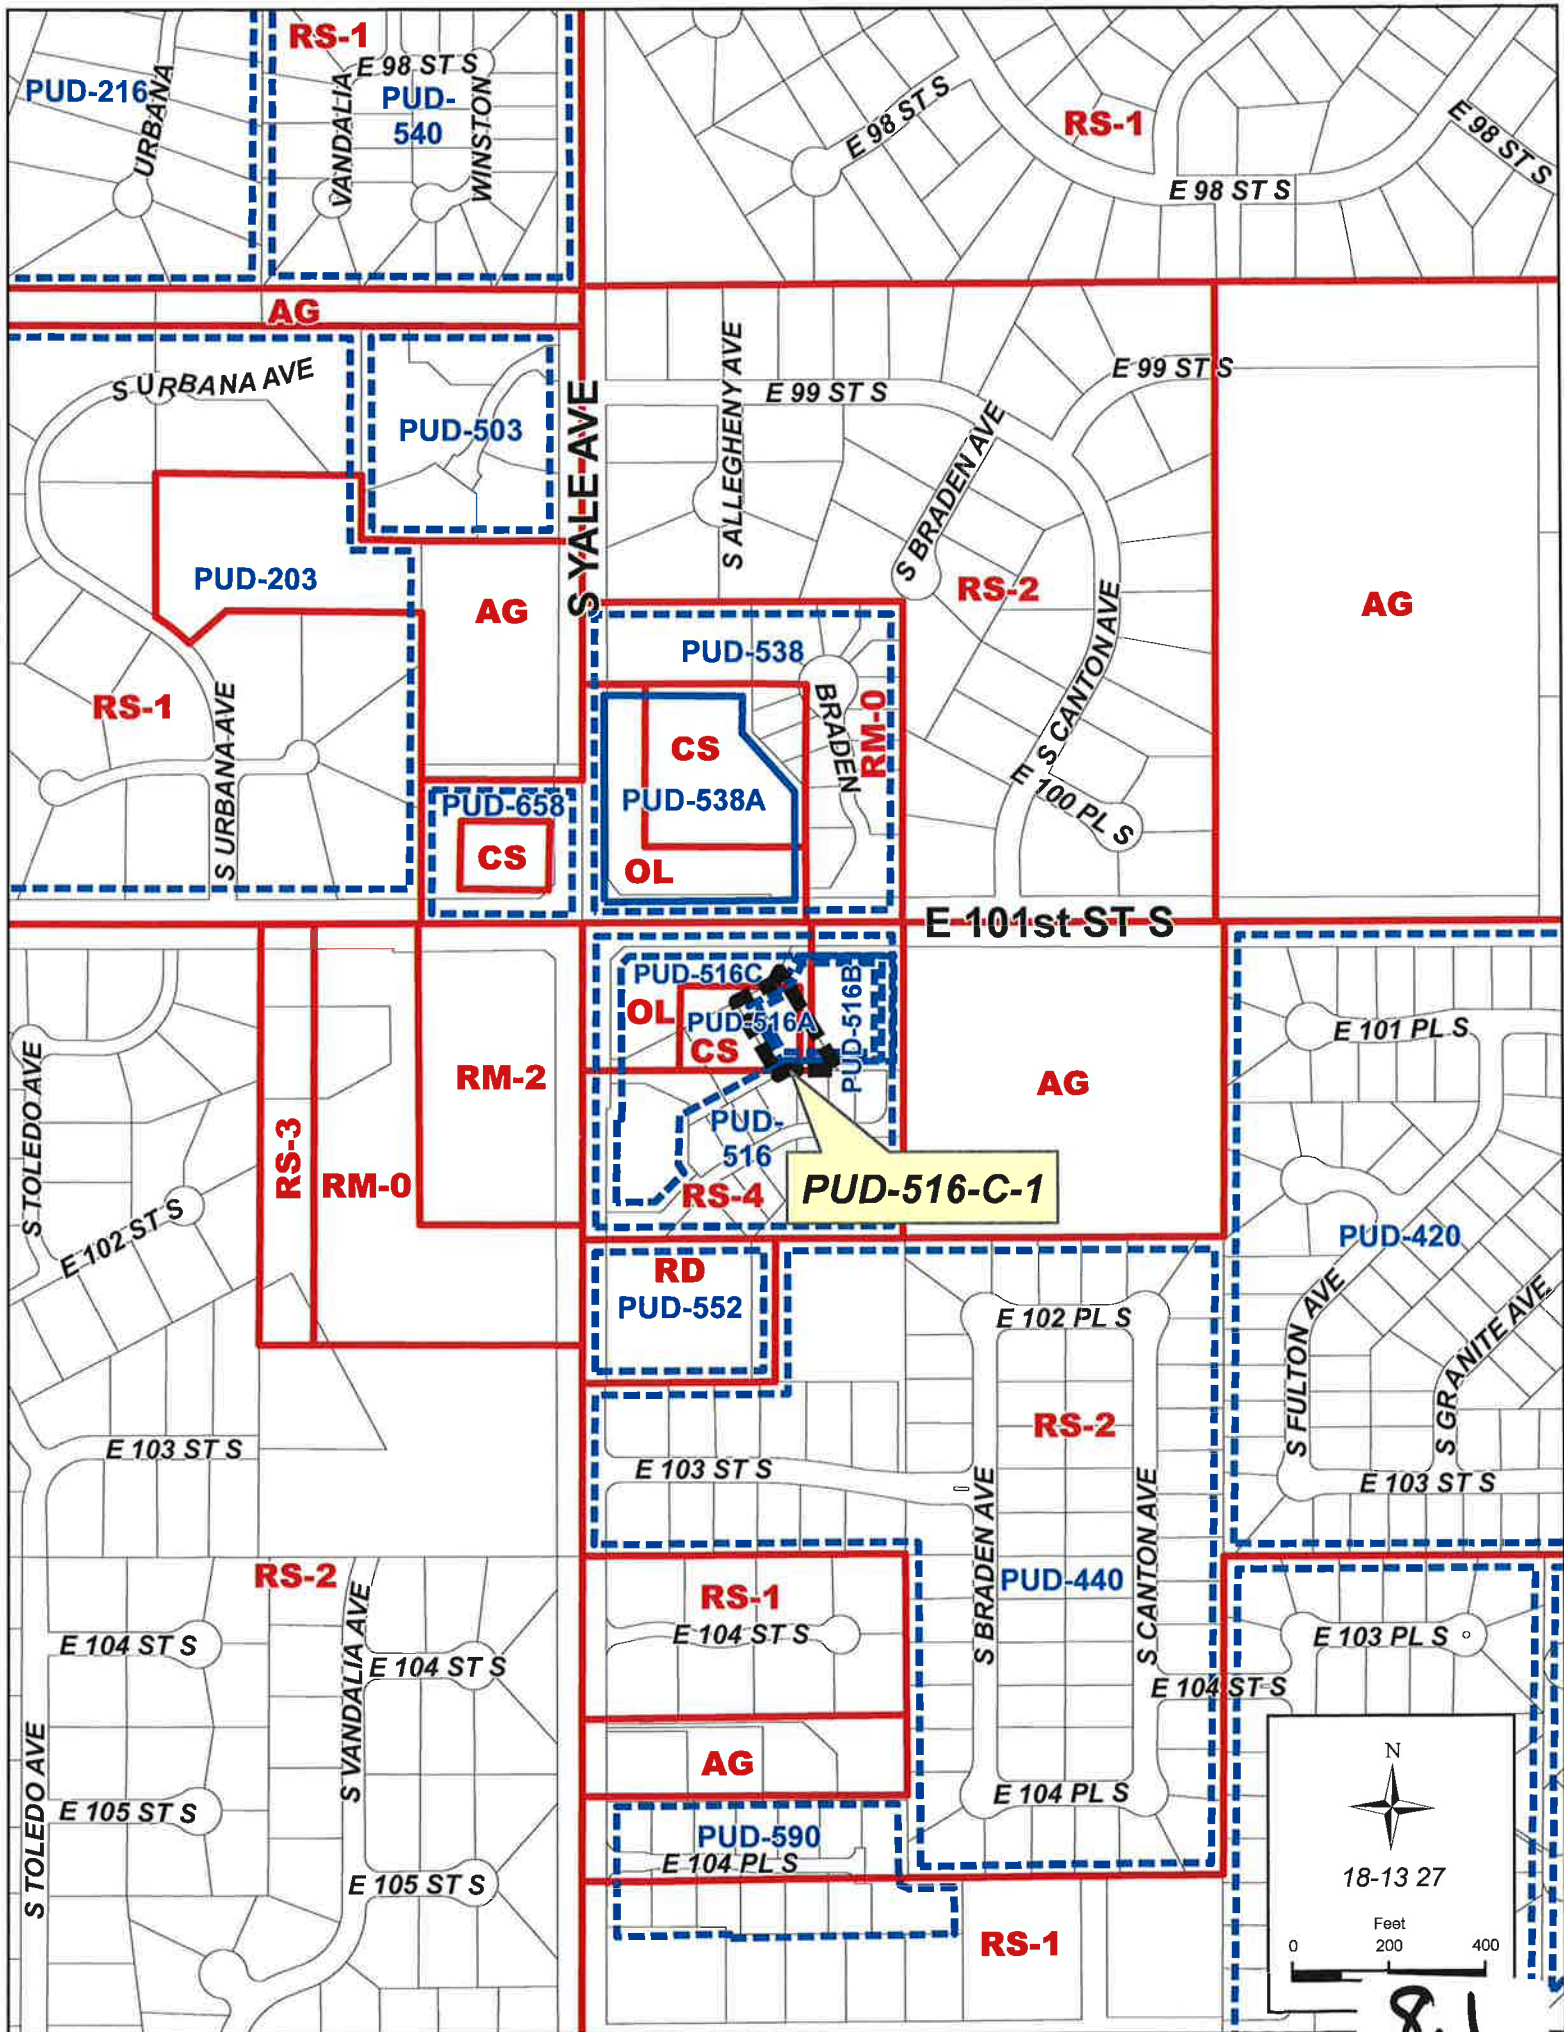 RS-1
E 98 ST S
PUD-216
URBANA
VANDALIA
PUD-
540
WINSTON
E 98 ST S
RS-1
E 98 ST S
E 98 ST S
AG
S URBANA AVE
PUD-503
S YALE AVE
S ALLEGHENY AVE
E 99 ST S
E 99 ST S
S BRADEN AVE
PUD-203
AG
RS-2
AG
S CANTON AVE
PUD-538
RS-1
S URBANA AVE
CS
BRADEN
RM-0
PUD-658
PUD-538A
E 100 PL S
CS
OL
E 101st ST S
PUD-516C
OL
PUD-516A
CS
PUD-516B
E 101 PL S
S TOLEDO AVE
RM-2
AG
PUD-
516
RS-3
RM-0
RS-4
PUD-516-C-1
E 102 ST S
PUD-420
RD
PUD-552
E 102 PL S
S FULTON AVE
S GRANITE AVE
RS-2
E 103 ST S
E 103 ST S
E 103 ST S
S BRADEN AVE
S CANTON AVE
RS-2
RS-1
PUD-440
S VANDALIA AVE
E 104 ST S
E 104 ST S
E 104 ST S
E 103 PL S
E 104 ST S
S TOLEDO AVE
AG
E 105 ST S
E 104 PL S
PUD-590
E 104 PL S
E 105 ST S
RS-1
N
18-13 27
Feet
0 200 400
8.1